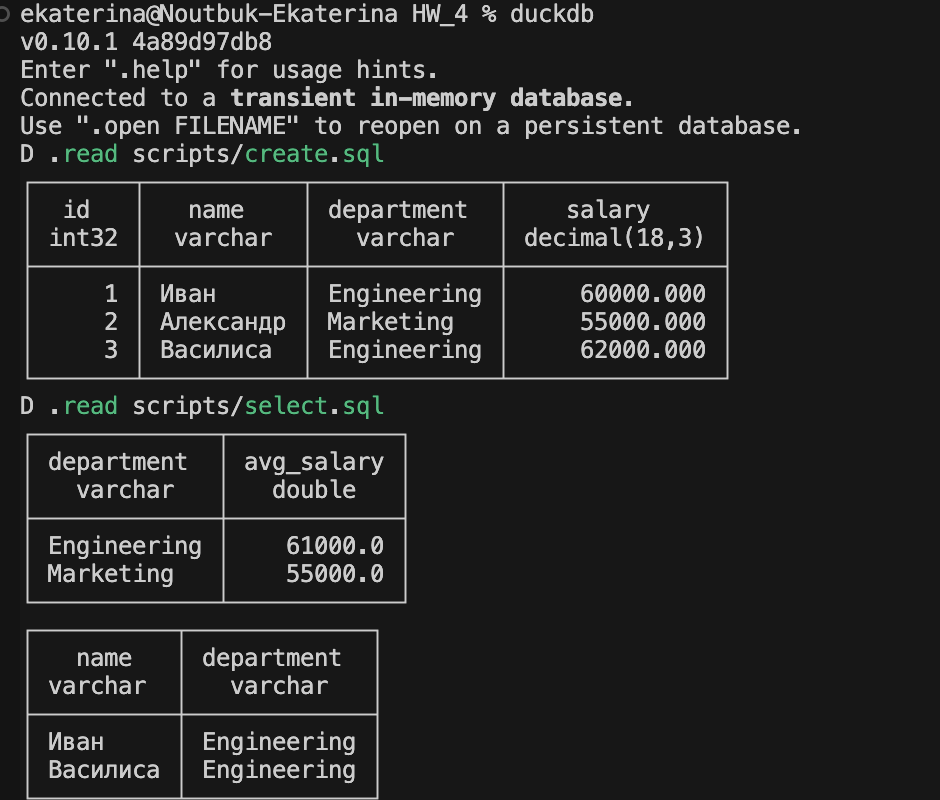 ekaterina@Noutbuk-Ekaterina HW_4 % duckdb
v0.10.1 4a89d97db8
Enter ".help" for usage hints.
Connected to a transient in-memory database.
Use ".open FILENAME" to reopen on a persistent database.
D .read scripts/create.sql
id name department salary
int32 varchar varchar decimal(18,3)
1 Иван Engineering 60000.000
2 Александр Marketing 55000.000
3 Василиса Engineering 62000.000
D .read scripts/select.sql
department avg_salary
varchar double
Engineering 61000.0
Marketing 55000.0
name department
varchar varchar
Иван Engineering
Василиса Engineering